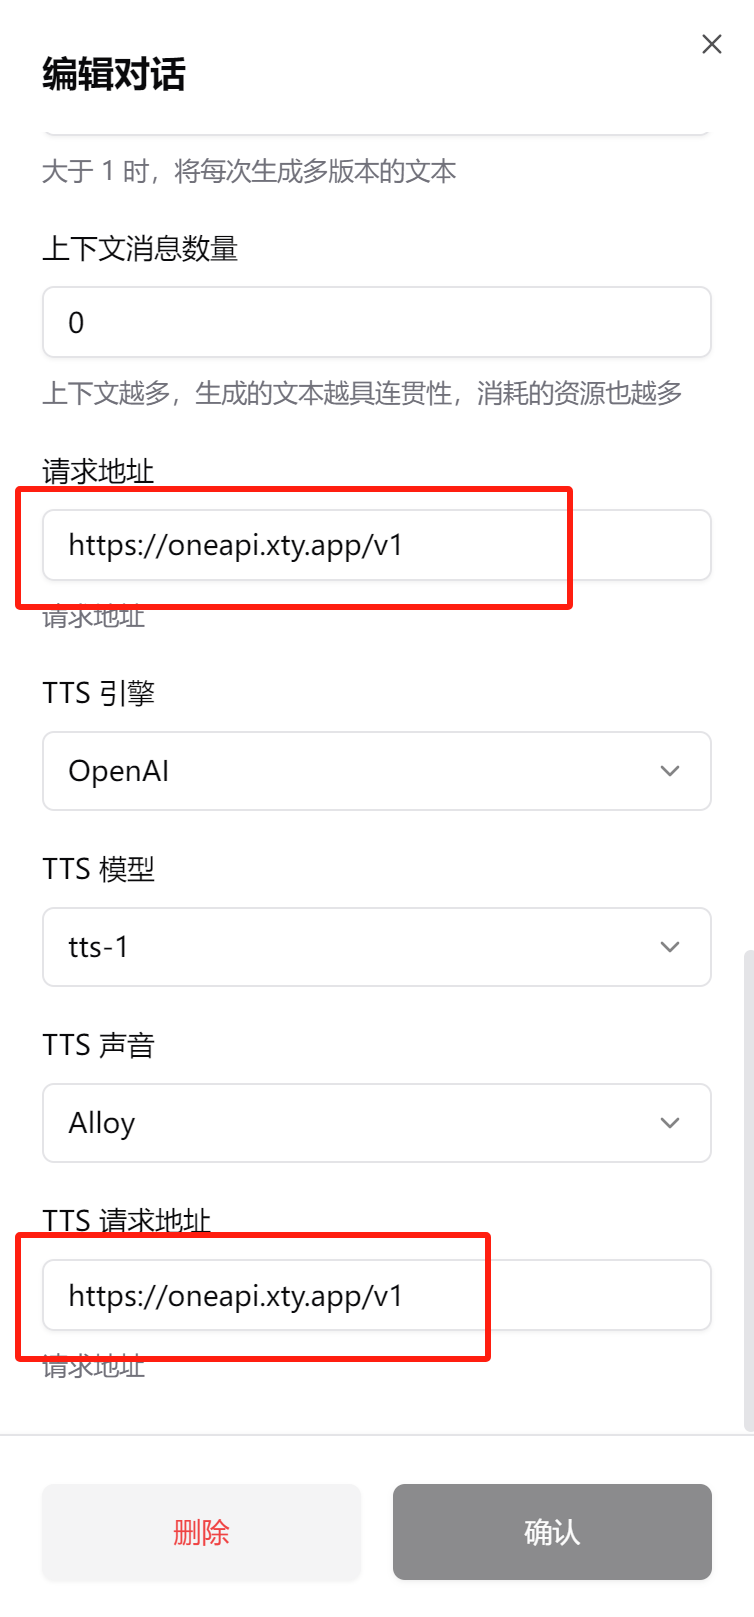 编辑对话
大于 1 时，将每次生成多版本的文本
上下文消息数量
0
上下文越多，生成的文本越具连贯性，消耗的资源也越多
请求地址
https://oneapi.xty.app/v1
请求地址
TTS 引擎
OpenAI
TTS 模型
tts-1
TTS 声音
Alloy
TTS 请求地址
https://oneapi.xty.app/v1
请求地址
删除
确认